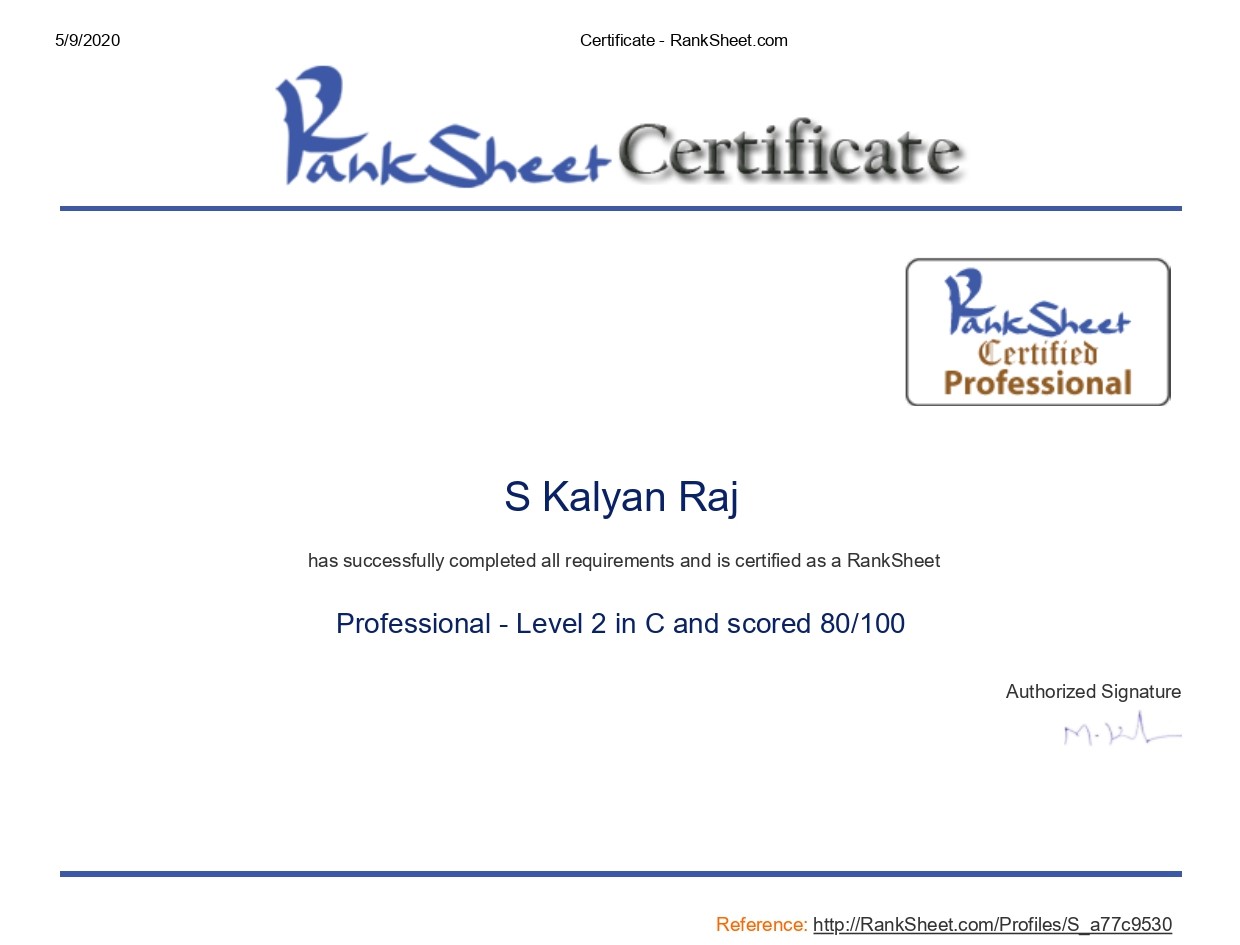 5/9/2020 Certificate - RankSheet.com
RankSheet Certificate
RankSheet
Certified
Professional
S Kalyan Raj
has successfully completed all requirements and is certified as a RankSheet
Professional - Level 2 in C and scored 80/100
Authorized Signature
Reference: http://RankSheet.com/Profiles/S_a77c9530